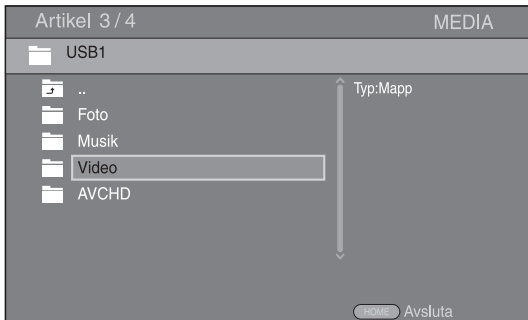 Artikel 3 / 4
MEDIA
USB1
..
Foto
Musik
Video
AVCHD
Typ:Mapp
HOME Avsluta